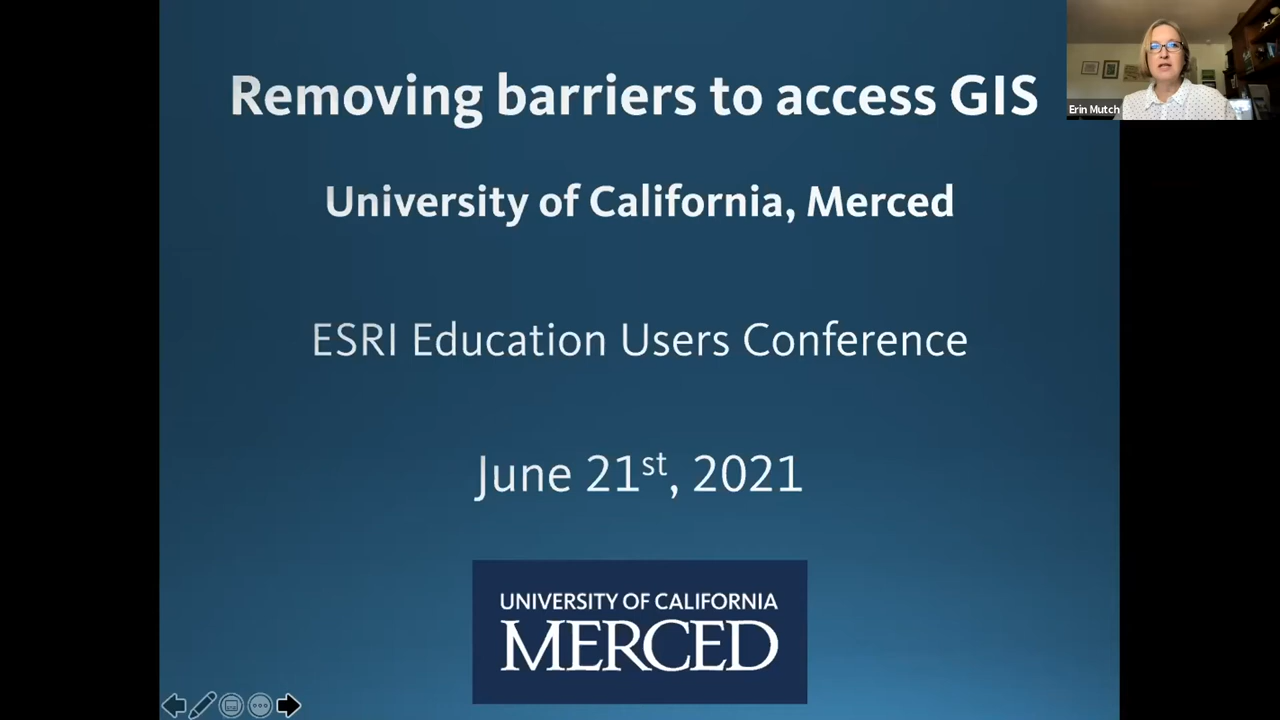 Removing barriers to access GIS
Erin Mutch
University of California, Merced
ESRI Education Users Conference
June 21st, 2021
UNIVERSITY OF CALIFORNIA
MERCED